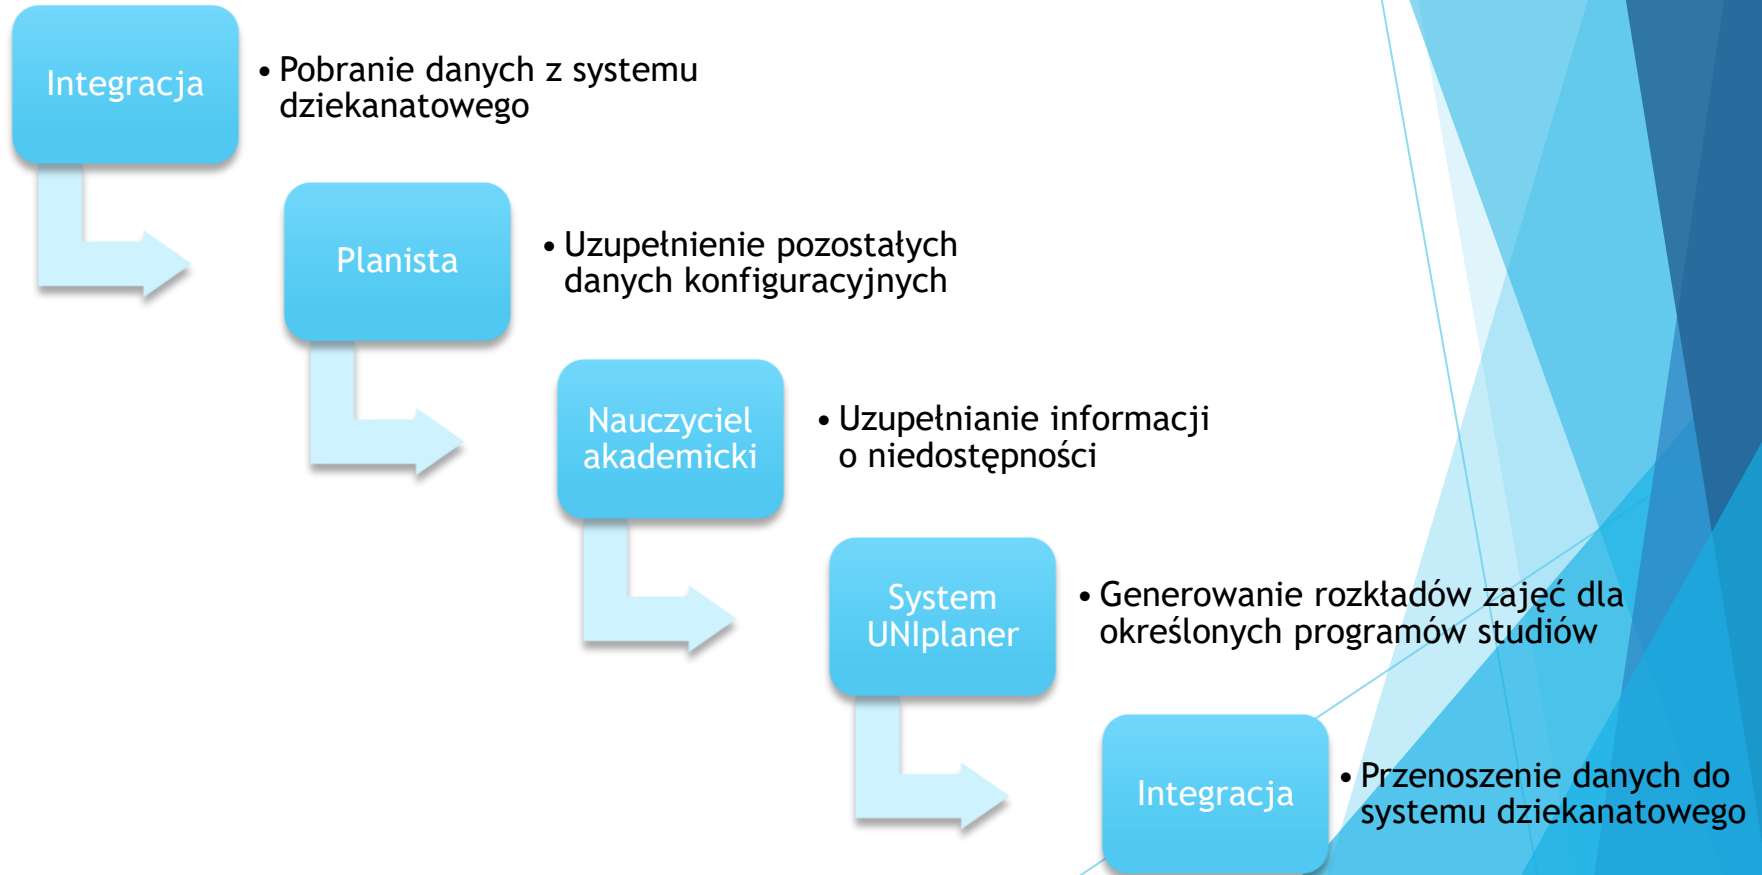 Integracja
• Pobranie danych z systemu
dziekanatowego
Planista
• Uzupełnienie pozostałych
danych konfiguracyjnych
Nauczyciel
akademicki
• Uzupełnianie informacji
o niedostępności
System
UNIplaner
• Generowanie rozkładów zajęć dla
określonych programów studiów
Integracja
• Przenoszenie danych do
systemu dziekanatowego